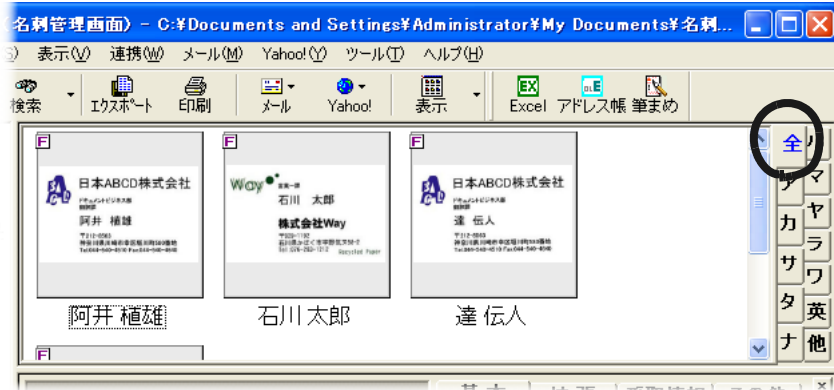 名刺管理画面〉 - C:¥Documents and Settings¥Administrator¥My Documents¥名刺...
表示(V) 連携(W) メール(M) Yahoo!(Y) ツール(T) ヘルプ(H)
検索 エクスポート 印刷 メール Yahoo! 表示 Excel アドレス帳 筆まめ
F F F
日本ABCD株式会社
阿井 植雄
Way
石川 太郎
株式会社Way
Recycled Paper
日本ABCD株式会社
達 伝人
阿井 植雄 石川 太郎 達 伝人
F
全 ハ
ア マ
カ ヤ
サ ラ
タ ワ
ナ 英
他